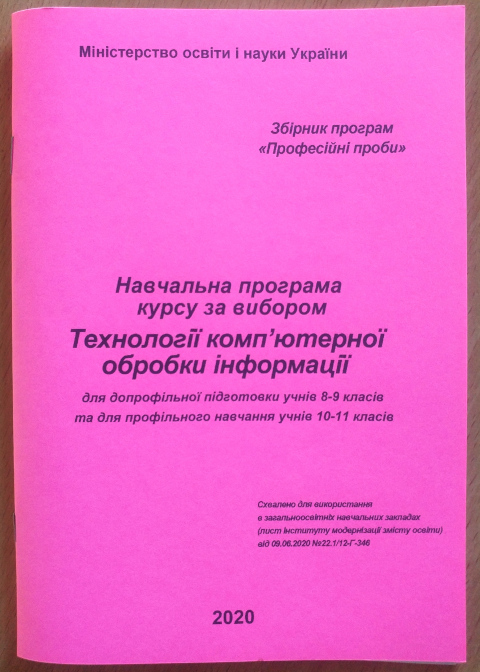 Міністерство освіти і науки України
Збірник програм
«Професійні проби»
Навчальна програма
курсу за вибором
Технології комп’ютерної
обробки інформації
для допрофільної підготовки учнів 8-9 класів
та для профільного навчання учнів 10-11 класів
Схвалено для використання
в загальноосвітніх навчальних закладах
(лист Інституту модернізації змісту освіти)
від 09.06.2020 №22.1/12-Г-346
2020